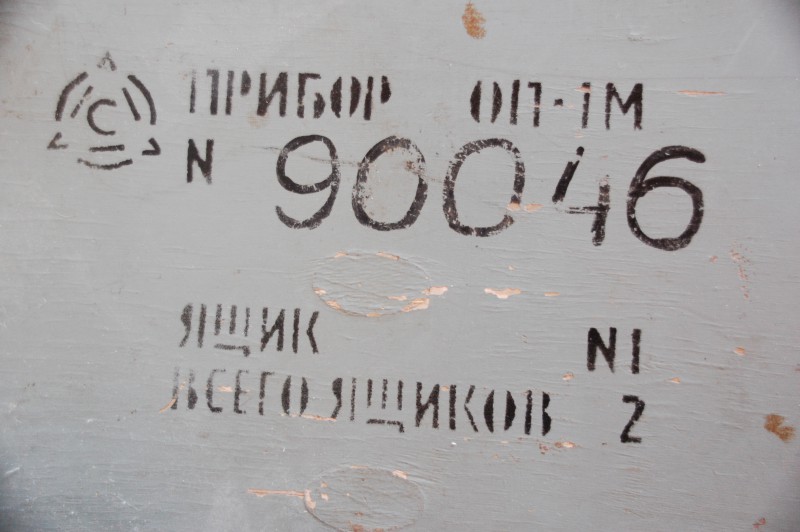 С
ПРИБОР ОП-1М
N 90046
ЯЩИК N1
ВСЕГО ЯЩИКОВ 2